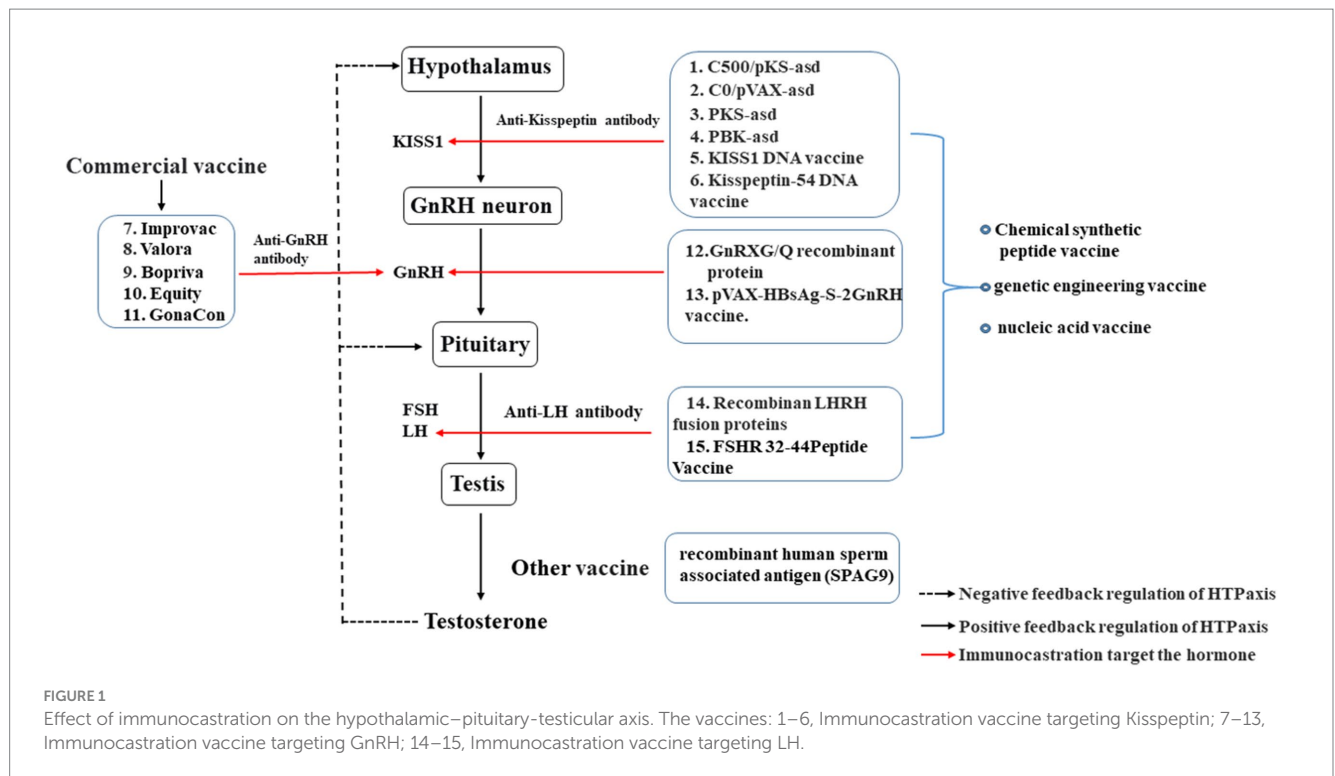 Hypothalamus
Anti-Kisspeptin antibody
KISS1
1. C500/pKS-asd
2. C0/pVAX-asd
3. PKS-asd
4. PBK-asd
5. KISS1 DNA vaccine
6. Kisspeptin-54 DNA
vaccine
Commercial vaccine
7. Improvac
8. Valora
9. Bopriva
10. Equity
11. GonaCon
Anti-GnRH
antibody
GnRH neuron
GnRH
12.GnRXG/Q recombinant
protein
13. pVAX-HBsAg-S-2GnRH
vaccine.
Chemical synthetic
peptide vaccine
genetic engineering vaccine
nucleic acid vaccine
Pituitary
FSH
LH
Anti-LH antibody
14. Recombinan LHRH
fusion proteins
15. FSHR 32-44Peptide
Vaccine
Testis
Other vaccine
recombinant human sperm
associated antigen (SPAG9)
Testosterone
Negative feedback regulation of HTPaxis
Positive feedback regulation of HTPaxis
Immunocastration target the hormone
FIGURE 1
Effect of immunocastration on the hypothalamic–pituitary-testicular axis. The vaccines: 1–6, Immunocastration vaccine targeting Kisspeptin; 7–13,
Immunocastration vaccine targeting GnRH; 14–15, Immunocastration vaccine targeting LH.